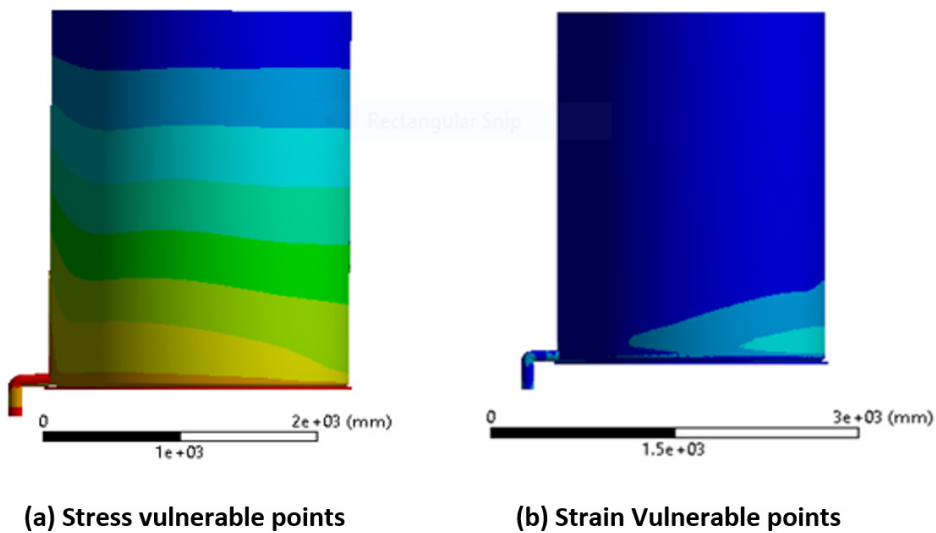 Rectangular Snip
0
2e+03 (mm)
1e+03
0
3e+03 (mm)
1.5e+03
(a) Stress vulnerable points
(b) Strain Vulnerable points